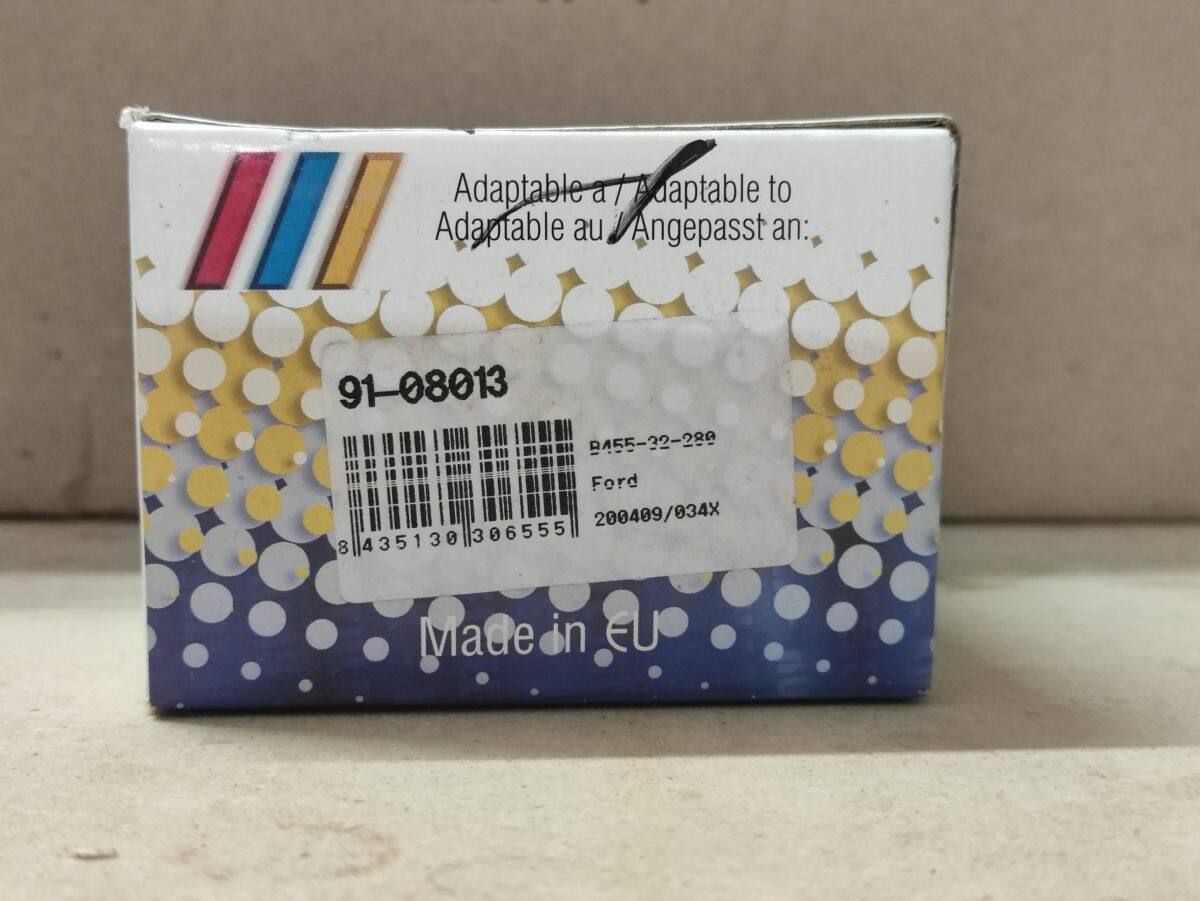 Adaptable a / Adaptable to
Adaptable au / Angepasst an:
91-08013
B455-32-280
Ford
200409/034X
8 435130 306555
Made in EU